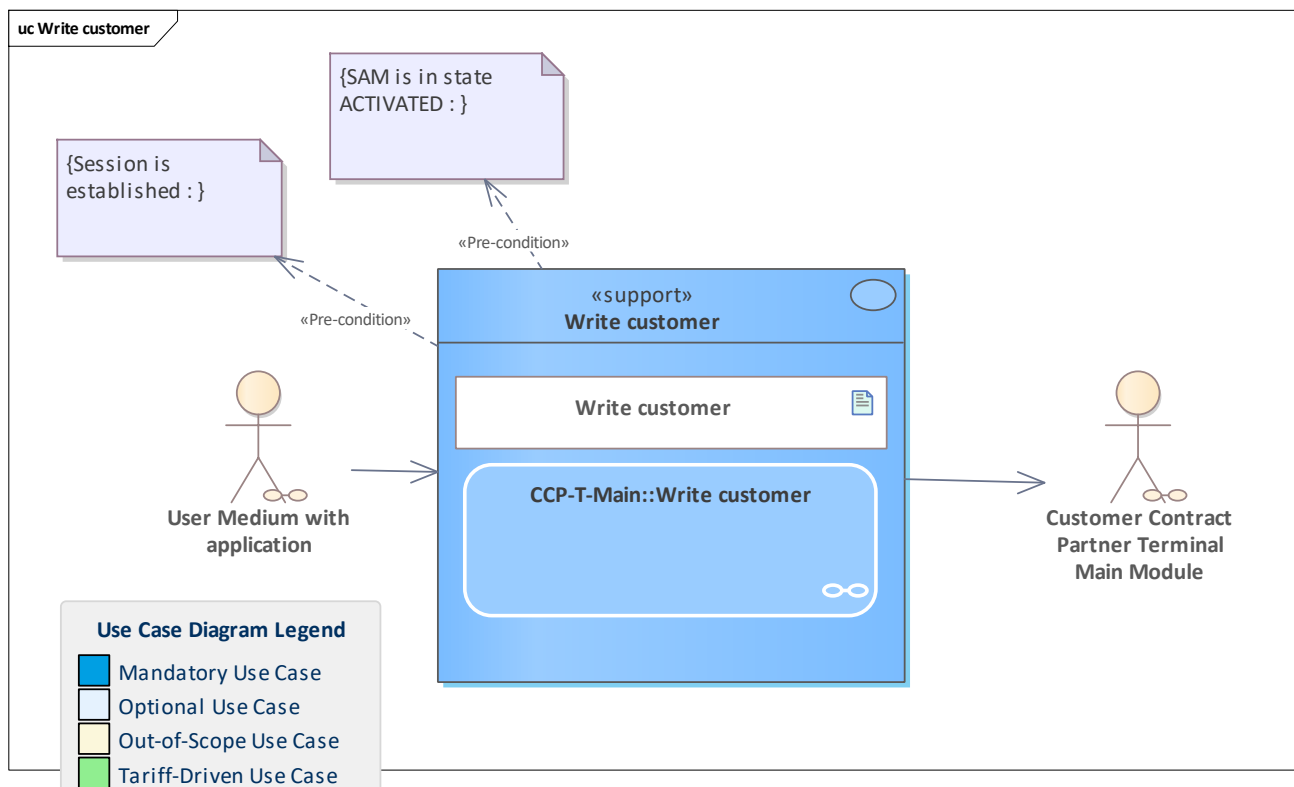 uc Write customer
{SAM is in state
ACTIVATED : }
{Session is
established : }
«Pre-condition»
«Pre-condition»
«support»
Write customer
Write customer
CCP-T-Main::Write customer
User Medium with
application
Customer Contract
Partner Terminal
Main Module
Use Case Diagram Legend
Mandatory Use Case
Optional Use Case
Out-of-Scope Use Case
Tariff-Driven Use Case